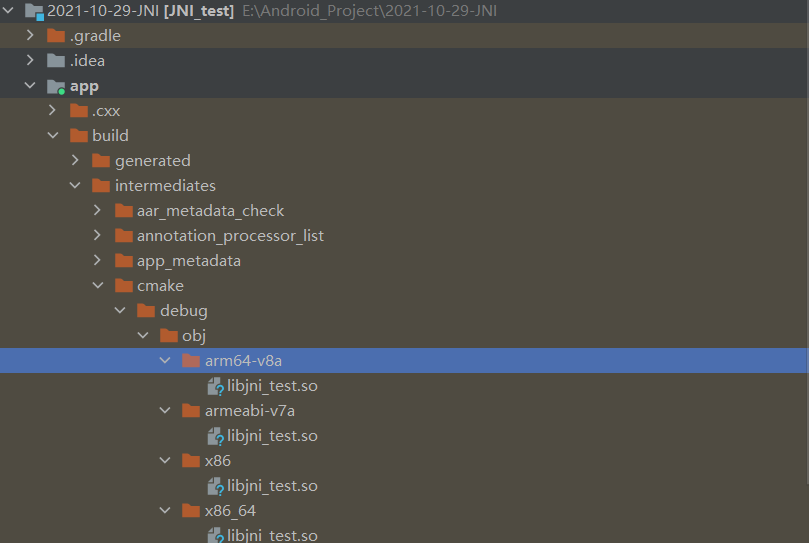 2021-10-29-JNI [JNI_test] E:\Android_Project\2021-10-29-JNI
.gradle
.idea
app
.cxx
build
generated
intermediates
aar_metadata_check
annotation_processor_list
app_metadata
cmake
debug
obj
arm64-v8a
libjni_test.so
armeabi-v7a
libjni_test.so
x86
libjni_test.so
x86_64
libjni_test.so